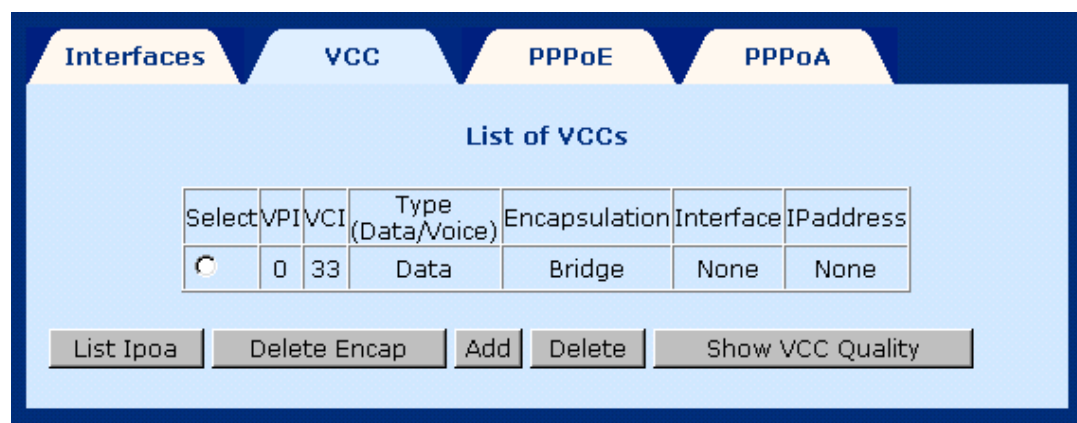 Interfaces VCC PPPoE PPPoA
List of VCCs
Select VPI VCI Type (Data/Voice) Encapsulation Interface IPaddress
0 33 Data Bridge None None
List Ipoa Delete Encap Add Delete Show VCC Quality